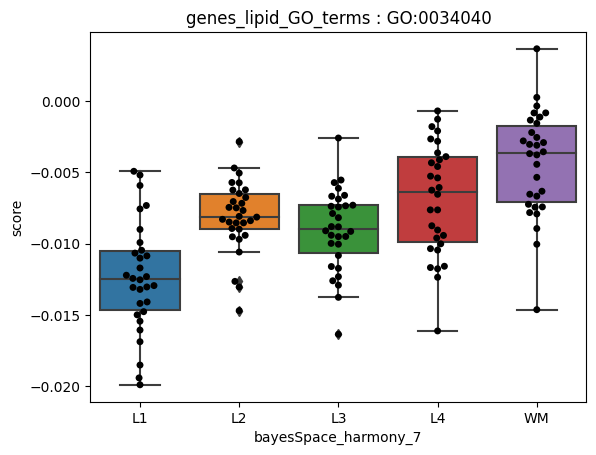 genes_lipid_GO_terms : GO:0034040
score
0.000
−0.005
−0.010
−0.015
−0.020
L1 L2 L3 L4 WM
bayesSpace_harmony_7